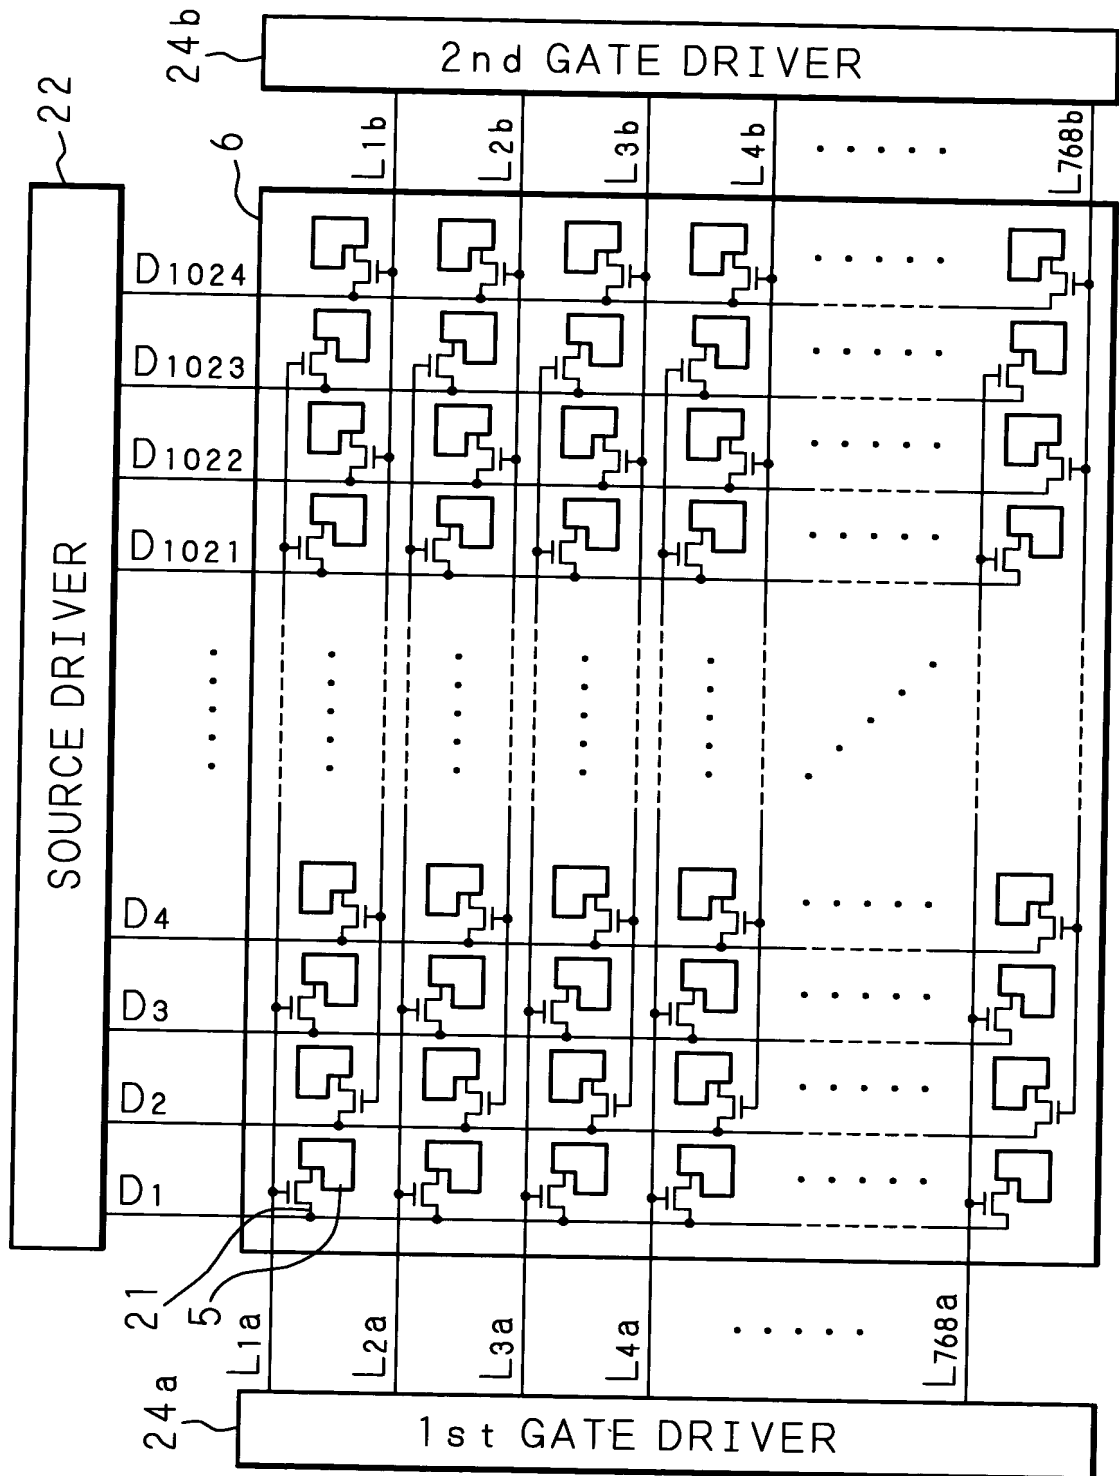 24b
2nd GATE DRIVER
22
SOURCE DRIVER
6
L1b
L2b
L3b
L4b
L768b
D1024
D1023
D1022
D1021
D4
D3
D2
D1
21
5
L1a
L2a
L3a
L4a
L768a
24a
1st GATE DRIVER